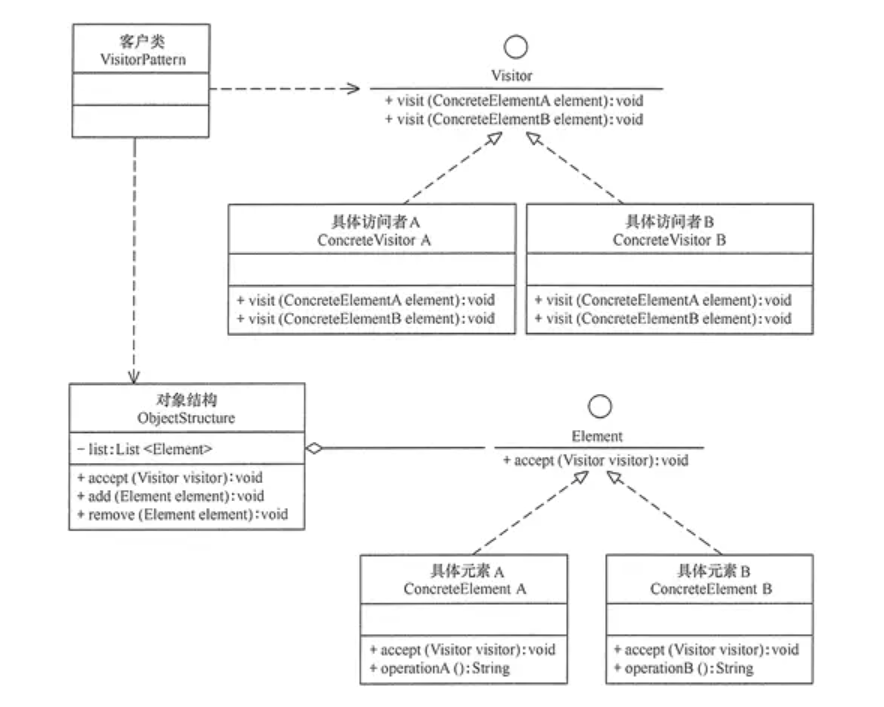 客户类
VisitorPattern
Visitor
+ visit (ConcreteElementA element):void
+ visit (ConcreteElementB element):void
具体访问者A
ConcreteVisitor A
+ visit (ConcreteElementA element):void
+ visit (ConcreteElementB element):void
具体访问者B
ConcreteVisitor B
+ visit (ConcreteElementA element):void
+ visit (ConcreteElementB element):void
对象结构
ObjectStructure
- list:List <Element>
+ accept (Visitor visitor):void
+ add (Element element):void
+ remove (Element element):void
Element
+ accept (Visitor visitor):void
具体元素A
ConcreteElement A
+ accept (Visitor visitor):void
+ operationA ():String
具体元素B
ConcreteElement B
+ accept (Visitor visitor):void
+ operationB ():String